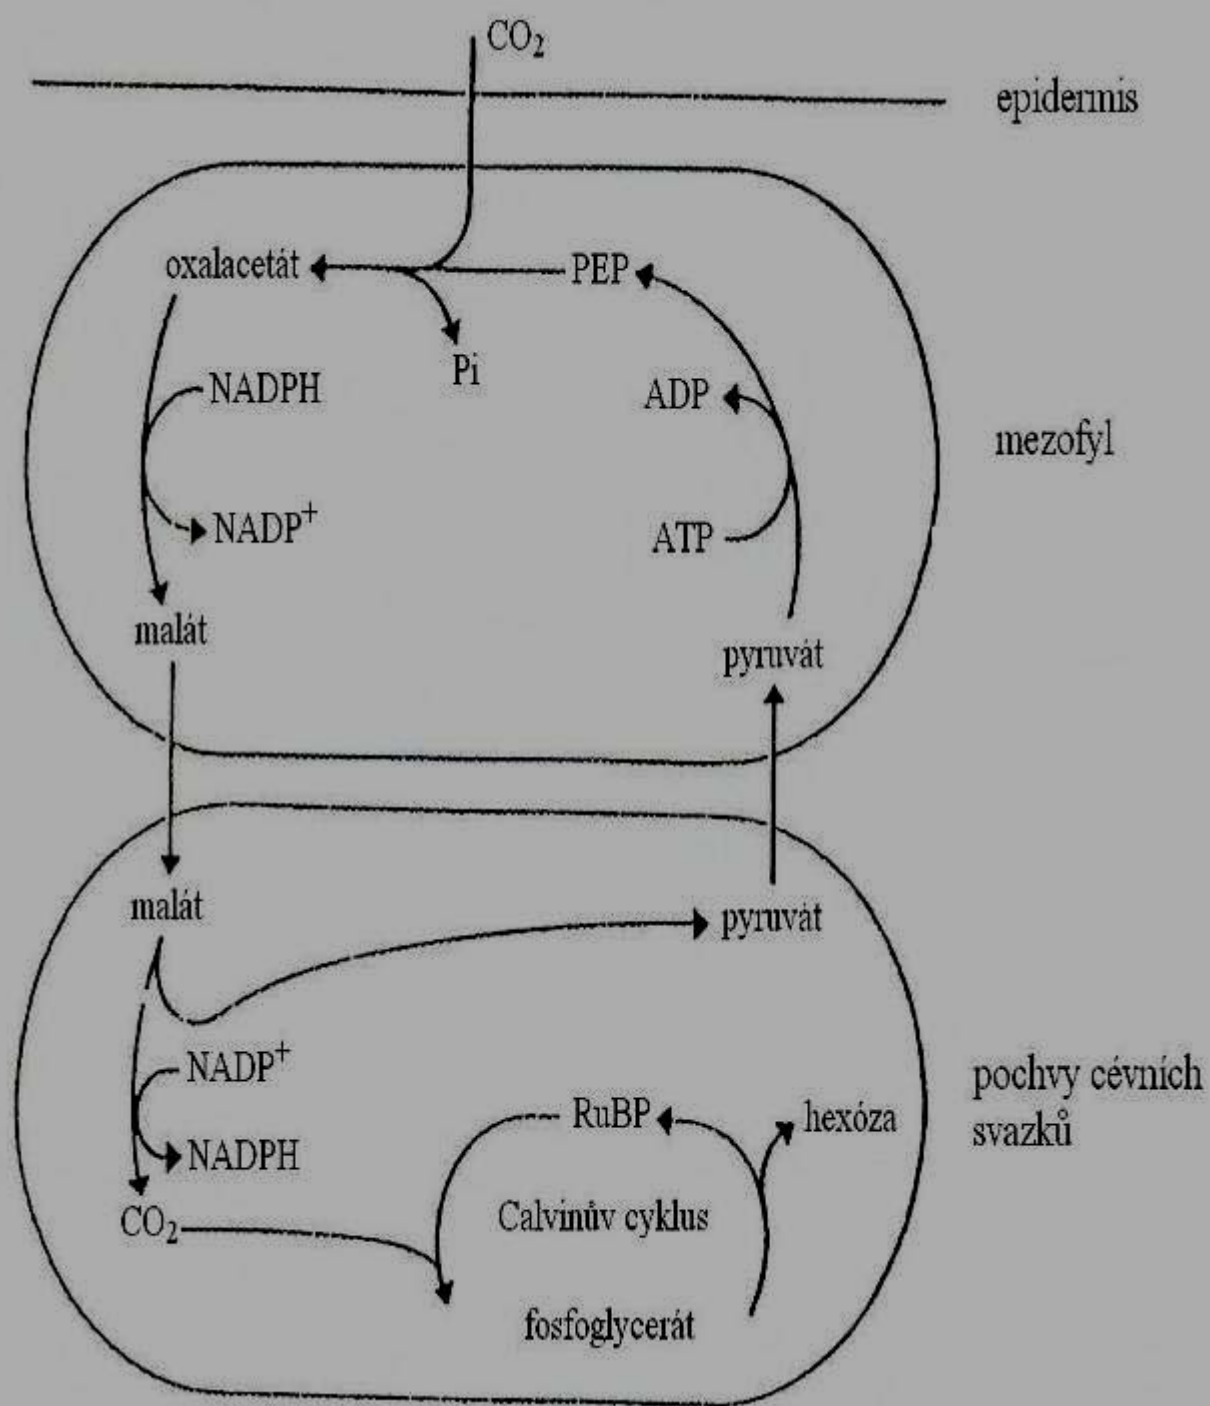 CO₂
epidermis
oxalacetát
PEP
Pi
NADPH
ADP
mezofyl
NADP⁺
ATP
malát
pyruvát
malát
pyruvát
NADP⁺
RuBP
hexóza
pochvy cévních
svazků
NADPH
CO₂
Calvinův cyklus
fosfoglycerát